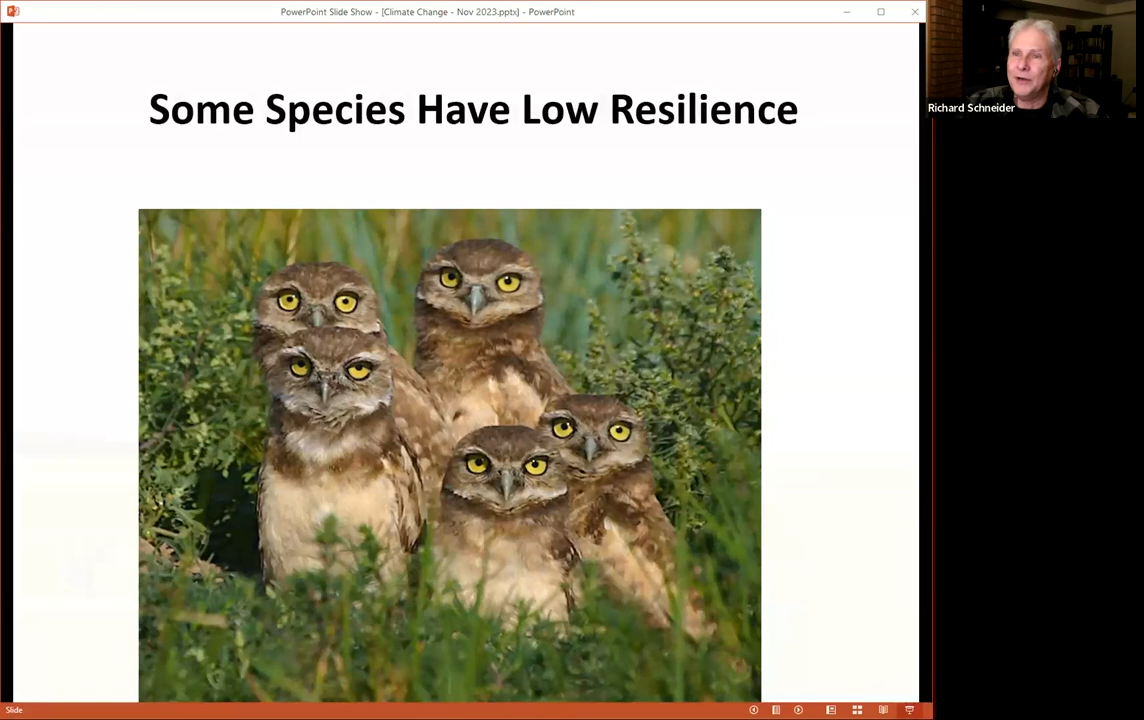 PowerPoint Slide Show - [Climate Change - Nov 2023.pptx] - PowerPoint
Some Species Have Low Resilience
Richard Schneider
Slide